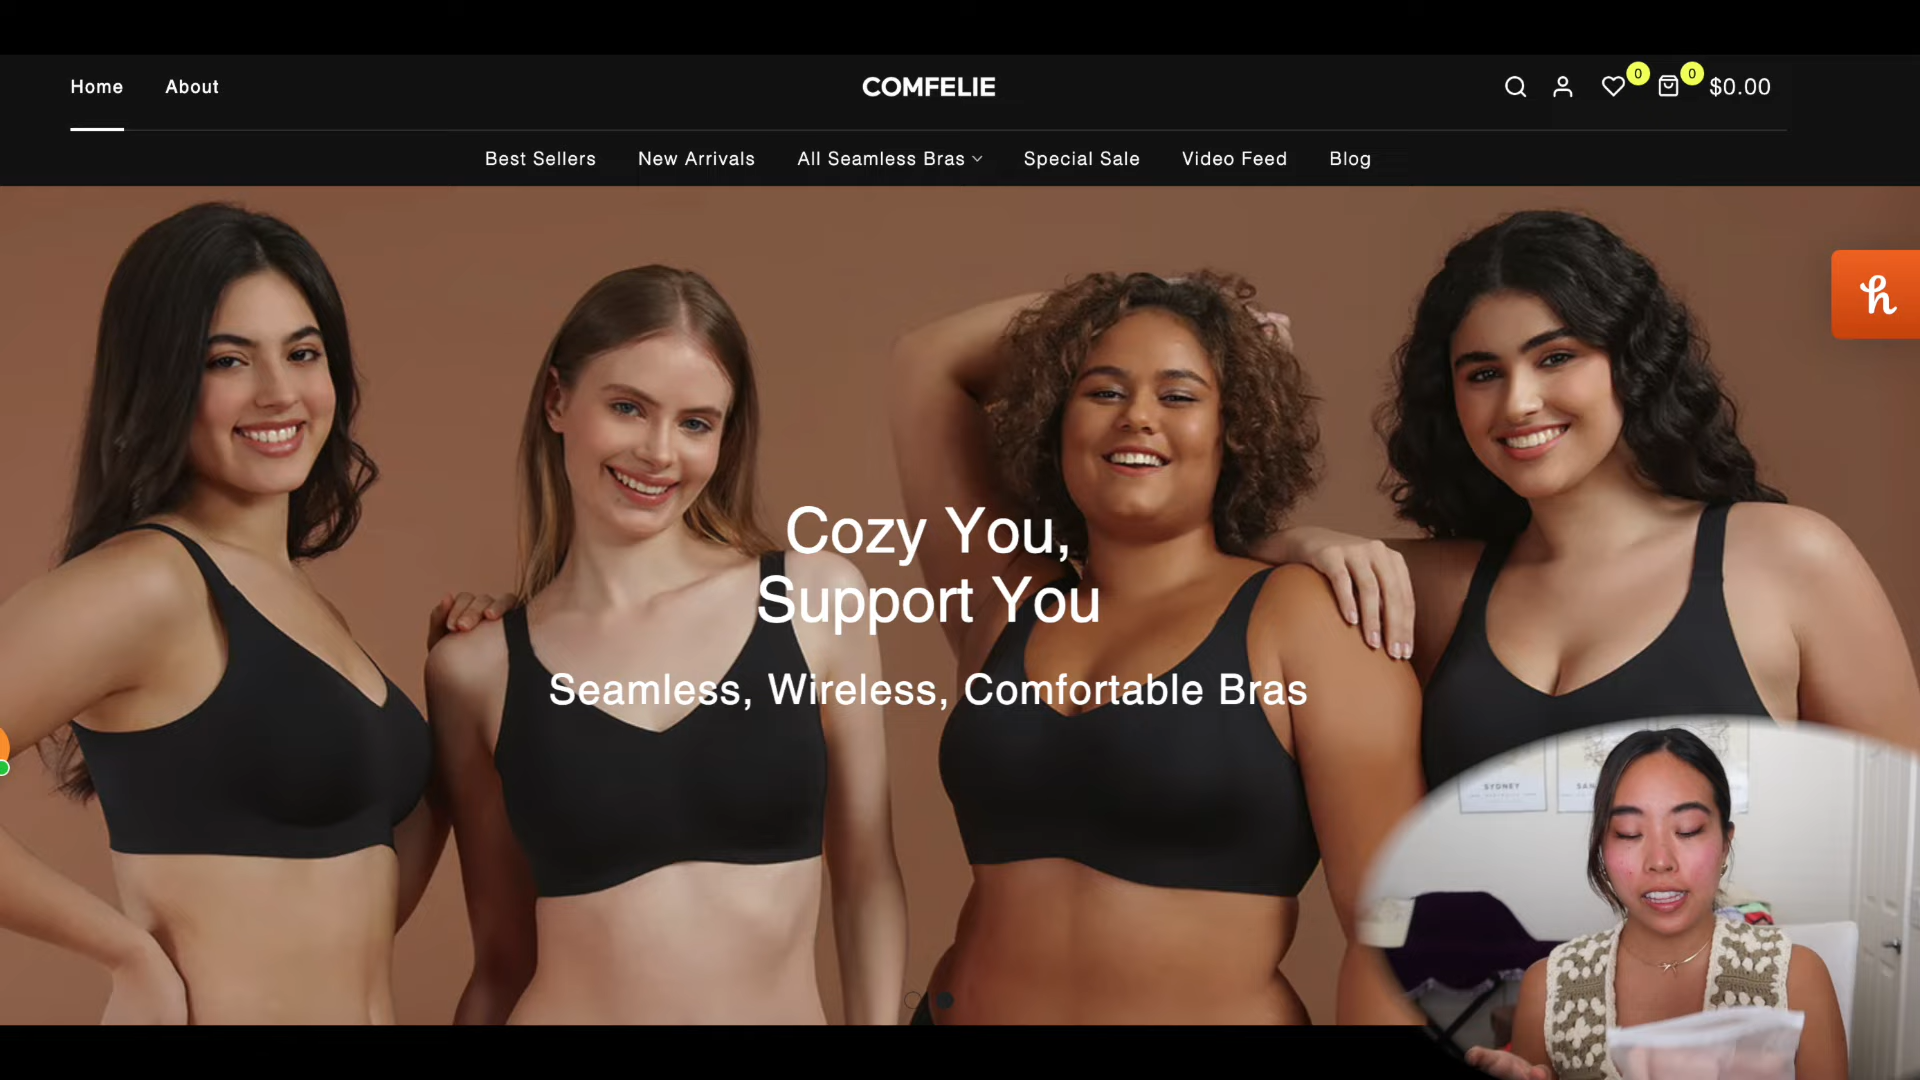 Home About COMFELIE 0 0 $0.00
Best Sellers New Arrivals All Seamless Bras Special Sale Video Feed Blog
Cozy You,
Support You
Seamless, Wireless, Comfortable Bras
SYDNEY
SAN